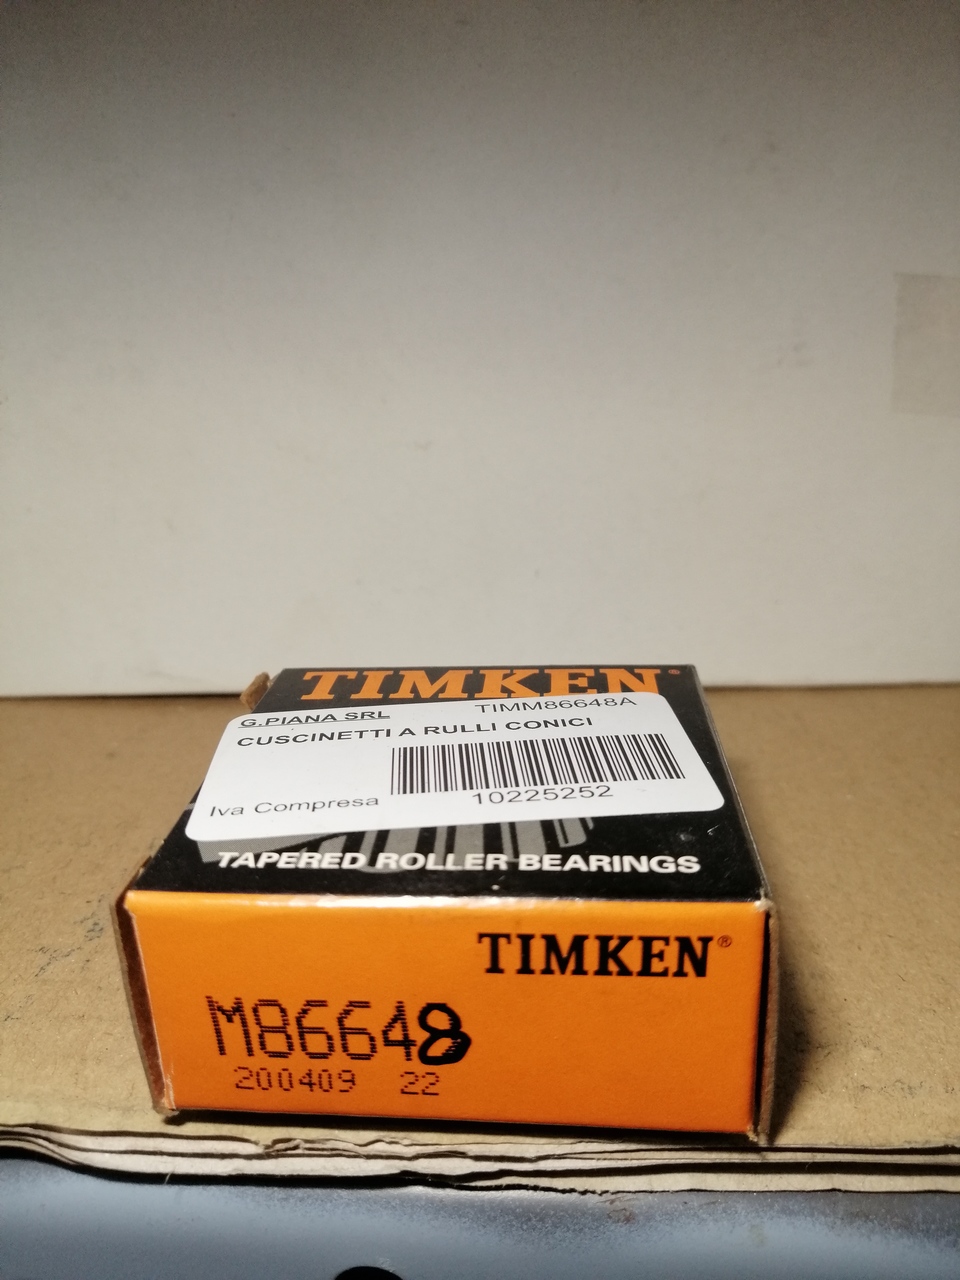 TIMKEN®
G.PIANA SRL TIMM86648A
CUSCINETTI A RULLI CONICI
Iva Compresa 10225252
TAPERED ROLLER BEARINGS
TIMKEN®
M86648
200409 22